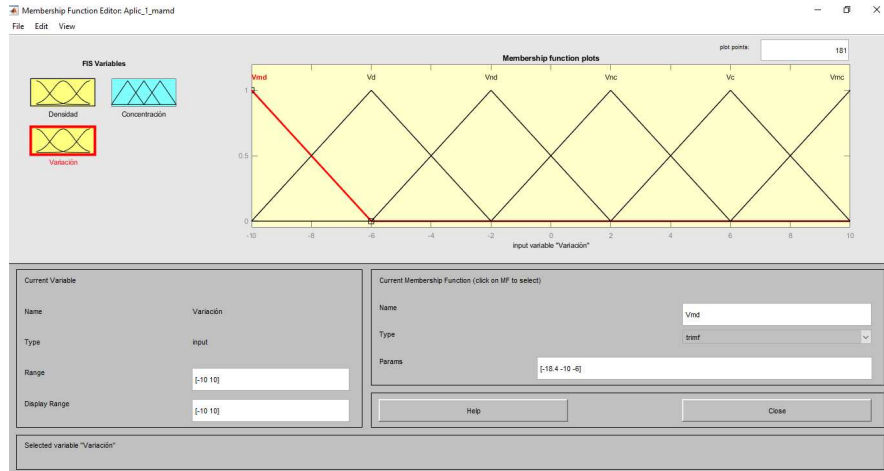 Membership Function Editor: Aplic_1_mamd
File Edit View
FIS Variables
Densidad
Concentración
Variación
plot points:
181
Membership function plots
Vmd Vd Vnd Vnc Vc Vmc
1
0.5
0
-10 -8 -6 -4 -2 0 2 4 6 8 10
input variable "Variación"
Current Variable
Name Variación
Type input
Range [-10 10]
Display Range [-10 10]
Current Membership Function (click on MF to select)
Name Vmd
Type trimf
Params [-18.4 -10 -6]
Help Close
Selected variable "Variación"